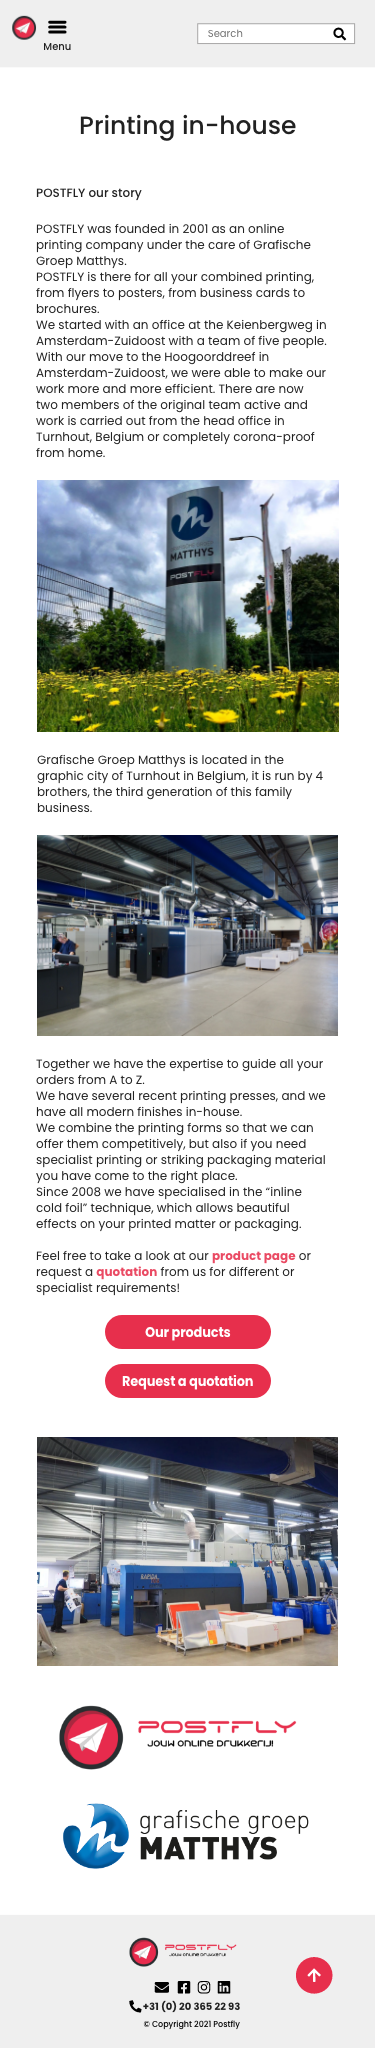 Menu
Search
Printing in-house
POSTFLY our story
POSTFLY was founded in 2001 as an online
printing company under the care of Grafische
Groep Matthys.
POSTFLY is there for all your combined printing,
from flyers to posters, from business cards to
brochures.
We started with an office at the Keienbergweg in
Amsterdam-Zuidoost with a team of five people.
With our move to the Hoogoorddreef in
Amsterdam-Zuidoost, we were able to make our
work more and more efficient. There are now
two members of the original team active and
work is carried out from the head office in
Turnhout, Belgium or completely corona-proof
from home.
MATTHYS
POSTFLY
Grafische Groep Matthys is located in the
graphic city of Turnhout in Belgium, it is run by 4
brothers, the third generation of this family
business.
Together we have the expertise to guide all your
orders from A to Z.
We have several recent printing presses, and we
have all modern finishes in-house.
We combine the printing forms so that we can
offer them competitively, but also if you need
specialist printing or striking packaging material
you have come to the right place.
Since 2008 we have specialised in the “inline
cold foil” technique, which allows beautiful
effects on your printed matter or packaging.
Feel free to take a look at our product page or
request a quotation from us for different or
specialist requirements!
Our products
Request a quotation
POSTFLY
Jouw online drukkerij!
grafische groep
MATTHYS
POSTFLY
Jouw online drukkerij!
+31 (0) 20 365 22 93
© Copyright 2021 Postfly